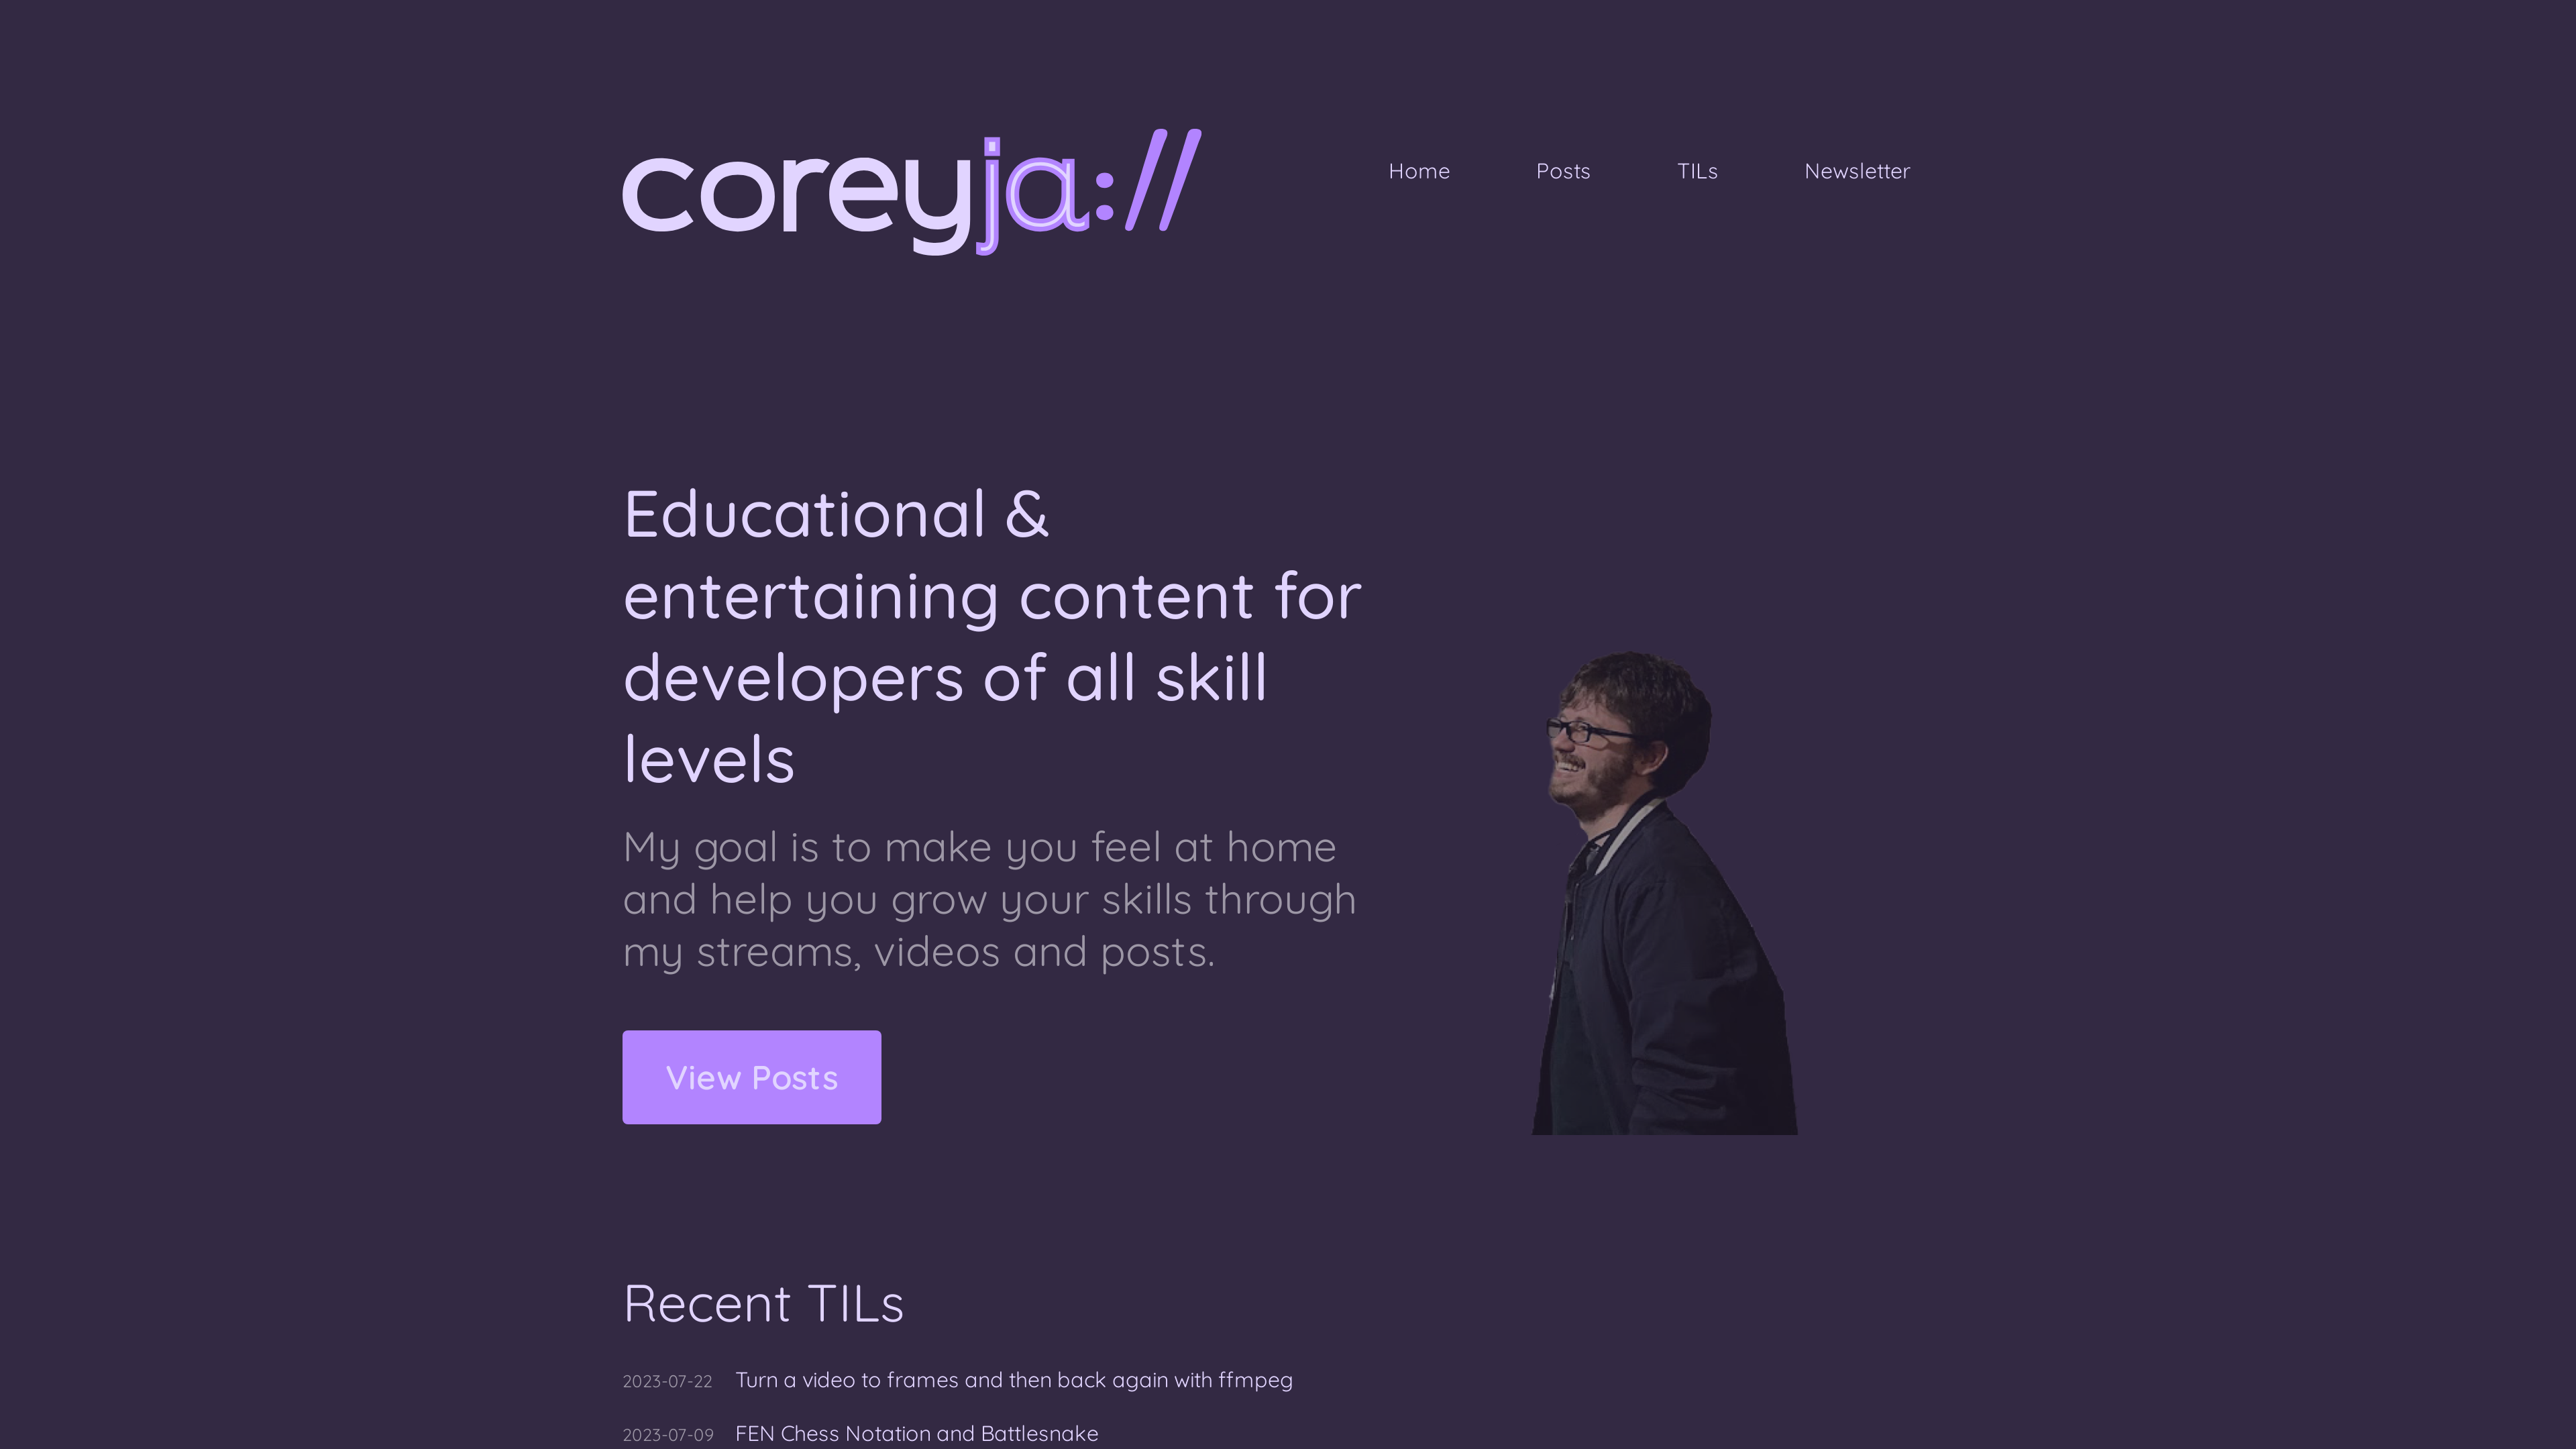 coreyja://
Home Posts TILs Newsletter
Educational &
entertaining content for
developers of all skill
levels
My goal is to make you feel at home
and help you grow your skills through
my streams, videos and posts.
View Posts
Recent TILs
2023-07-22 Turn a video to frames and then back again with ffmpeg
2023-07-09 FEN Chess Notation and Battlesnake